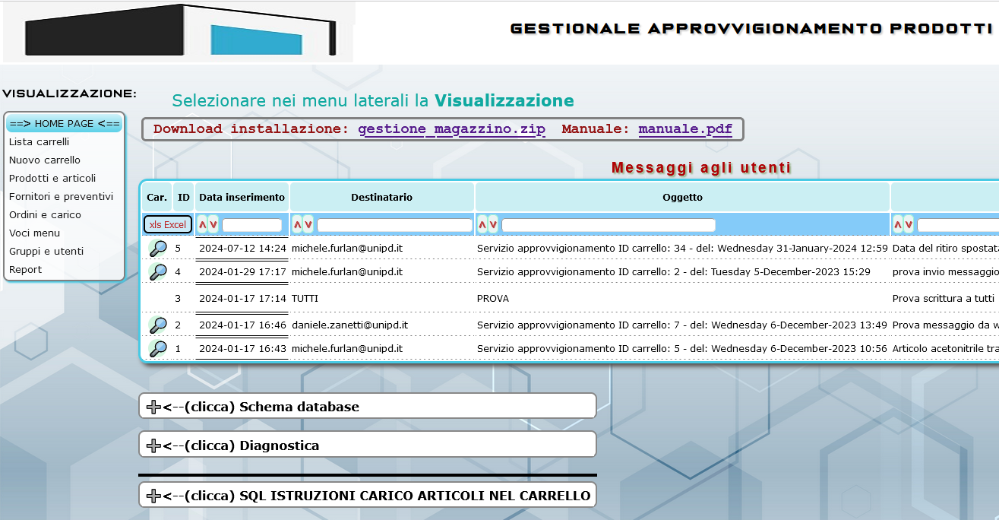 GESTIONALE APPROVVIGIONAMENTO PRODOTTI
VISUALIZZAZIONE:
==> HOME PAGE <==
Lista carrelli
Nuovo carrello
Prodotti e articoli
Fornitori e preventivi
Ordini e carico
Voci menu
Gruppi e utenti
Report
Selezionare nei menu laterali la Visualizzazione
Download installazione: gestione_magazzino.zip Manuale: manuale.pdf
Messaggi agli utenti
Car. ID Data inserimento Destinatario Oggetto
xls Excel
5 2024-07-12 14:24 michele.furlan@unipd.it Servizio approvvigionamento ID carrello: 34 - del: Wednesday 31-January-2024 12:59 Data del ritiro spostat
4 2024-01-29 17:17 michele.furlan@unipd.it Servizio approvvigionamento ID carrello: 2 - del: Tuesday 5-December-2023 15:29 prova invio messaggio
3 2024-01-17 17:14 TUTTI PROVA Prova scrittura a tutti
2 2024-01-17 16:46 daniele.zanetti@unipd.it Servizio approvvigionamento ID carrello: 7 - del: Wednesday 6-December-2023 13:49 Prova messaggio da w
1 2024-01-17 16:43 michele.furlan@unipd.it Servizio approvvigionamento ID carrello: 5 - del: Wednesday 6-December-2023 10:56 Articolo acetonitrile tra
<--(clicca) Schema database
<--(clicca) Diagnostica
<--(clicca) SQL ISTRUZIONI CARICO ARTICOLI NEL CARRELLO